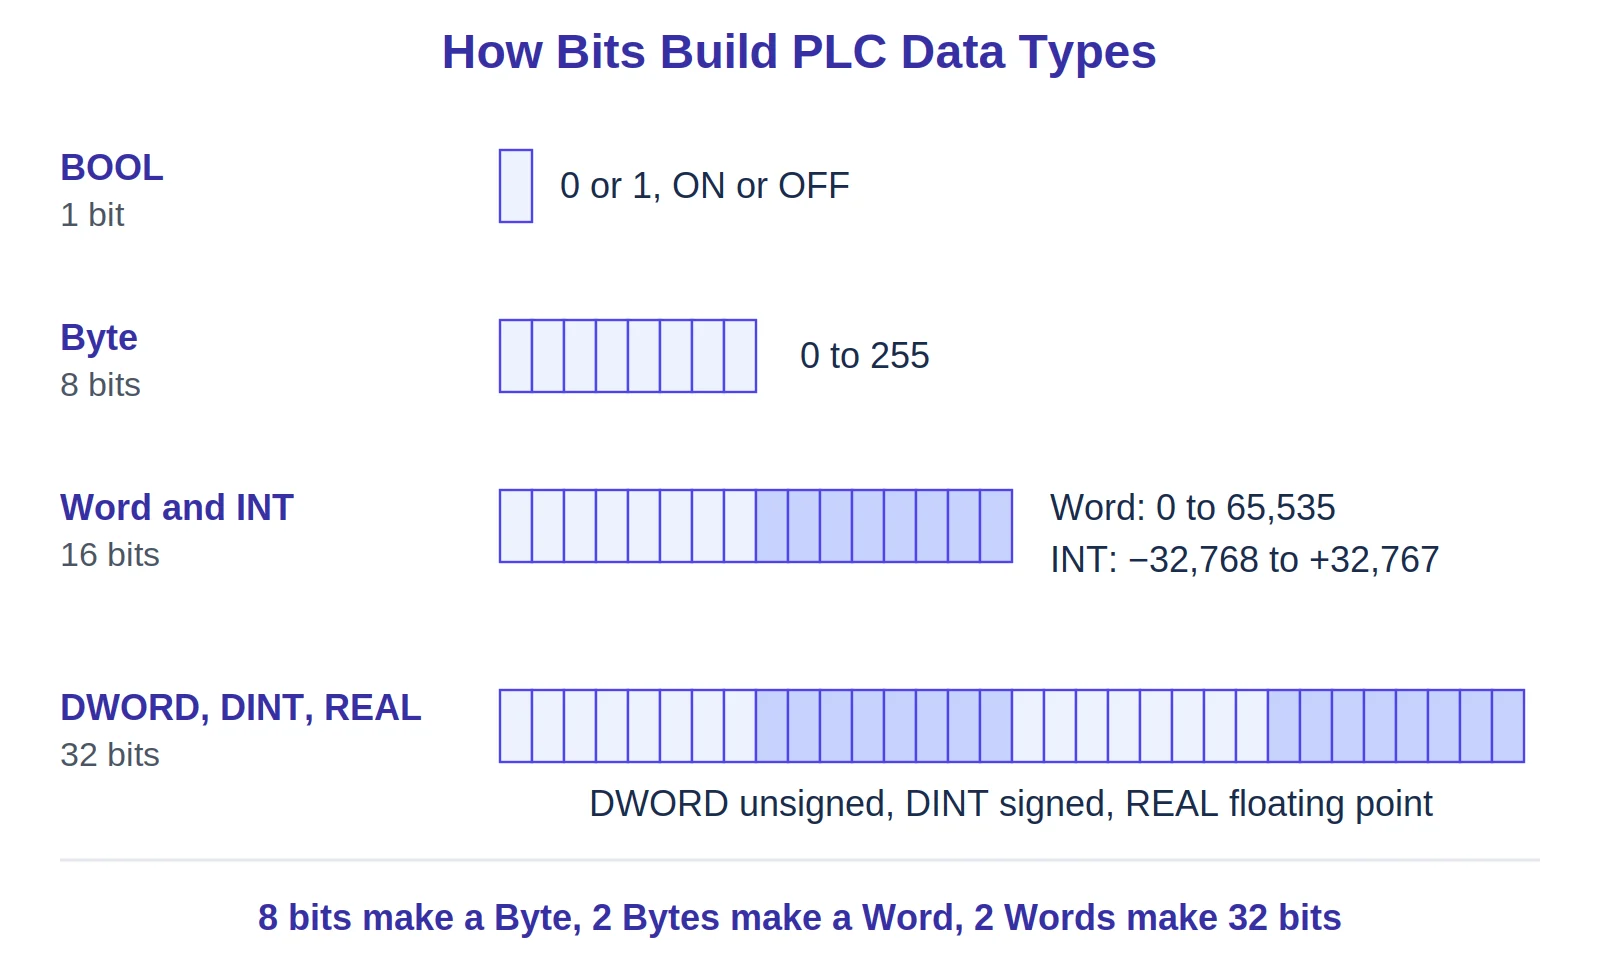 How Bits Build PLC Data Types
BOOL
1 bit
0 or 1, ON or OFF
Byte
8 bits
0 to 255
Word and INT
16 bits
Word: 0 to 65,535
INT: −32,768 to +32,767
DWORD, DINT, REAL
32 bits
DWORD unsigned, DINT signed, REAL floating point
8 bits make a Byte, 2 Bytes make a Word, 2 Words make 32 bits